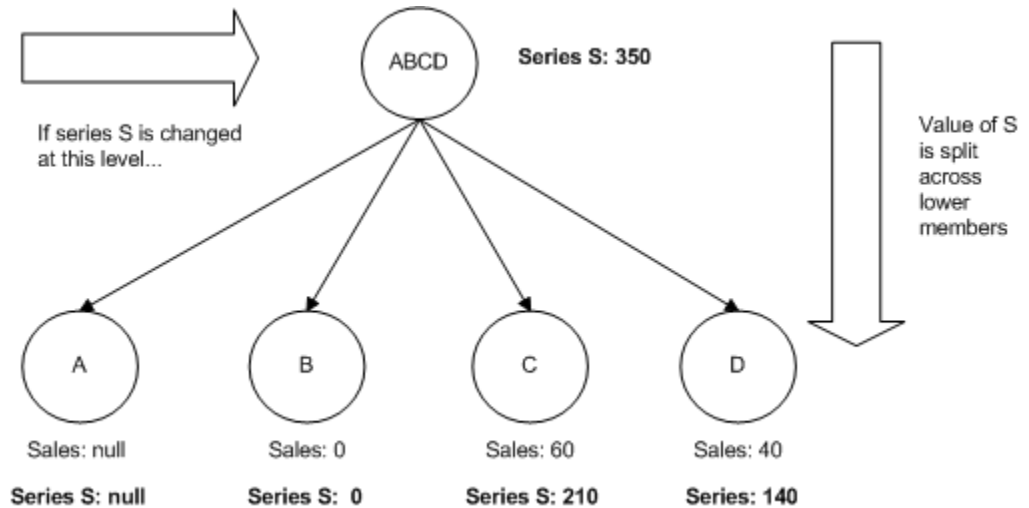 ABCD
Series S: 350
If series S is changed
at this level...
Value of S
is split
across
lower
members
A
B
C
D
Sales: null
Sales: 0
Sales: 60
Sales: 40
Series S: null
Series S: 0
Series S: 210
Series: 140